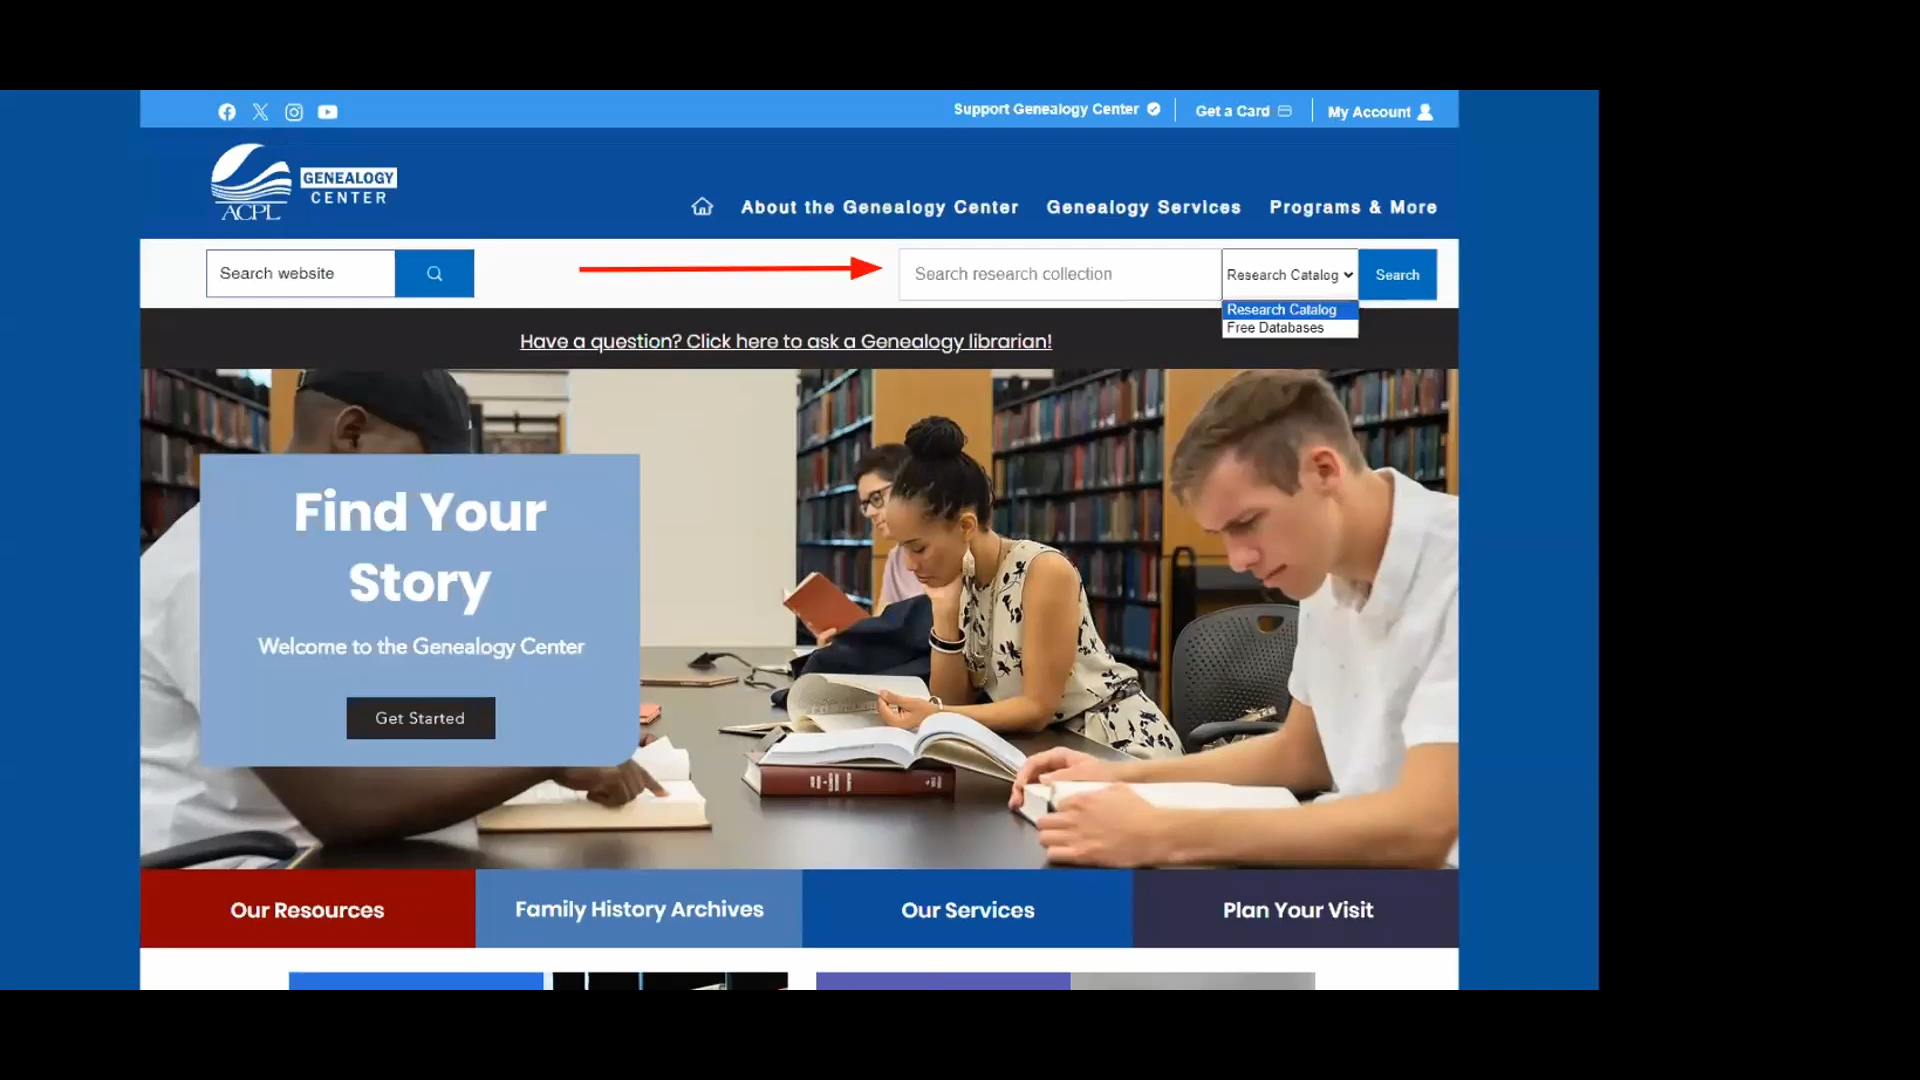 Support Genealogy Center
Get a Card
My Account
GENEALOGY
CENTER
ACPL
About the Genealogy Center
Genealogy Services
Programs & More
Search website
Search research collection
Research Catalog
Search
Research Catalog
Free Databases
Have a question? Click here to ask a Genealogy librarian!
Find Your
Story
Welcome to the Genealogy Center
Get Started
Our Resources
Family History Archives
Our Services
Plan Your Visit